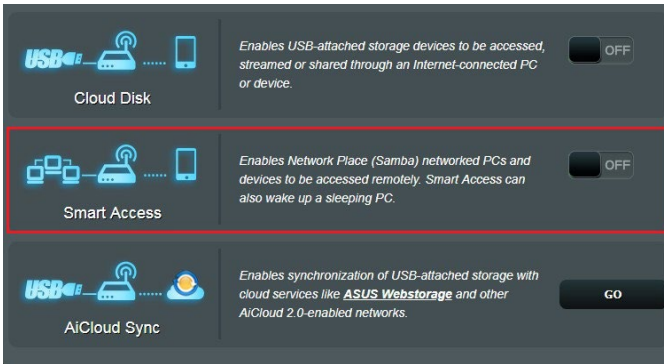 USB
Cloud Disk
Enables USB-attached storage devices to be accessed,
streamed or shared through an Internet-connected PC
or device.
OFF
Smart Access
Enables Network Place (Samba) networked PCs and
devices to be accessed remotely. Smart Access can
also wake up a sleeping PC.
OFF
USB
AiCloud Sync
Enables synchronization of USB-attached storage with
cloud services like ASUS Webstorage and other
AiCloud 2.0-enabled networks.
GO